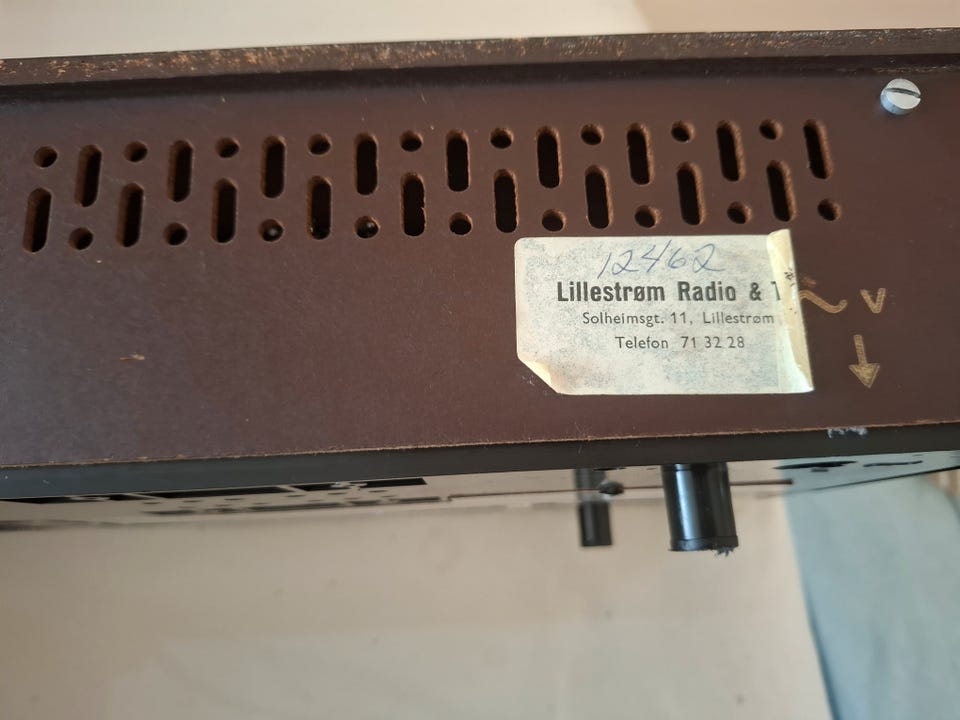 12462
Lillestrøm Radio &
Solheimsgt. 11, Lillestrøm
Telefon 71 32 28
~ V